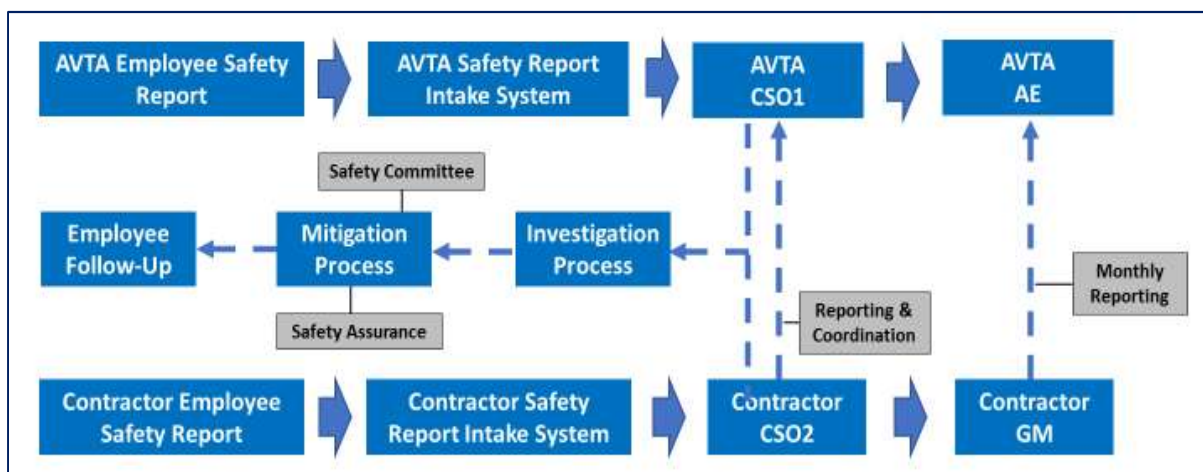 AVTA Employee Safety
Report
AVTA Safety Report
Intake System
AVTA
CSO1
AVTA
AE
Safety Committee
Employee
Follow-Up
Mitigation
Process
Investigation
Process
Monthly
Reporting
Safety Assurance
Reporting &
Coordination
Contractor Employee
Safety Report
Contractor Safety
Report Intake System
Contractor
CSO2
Contractor
GM